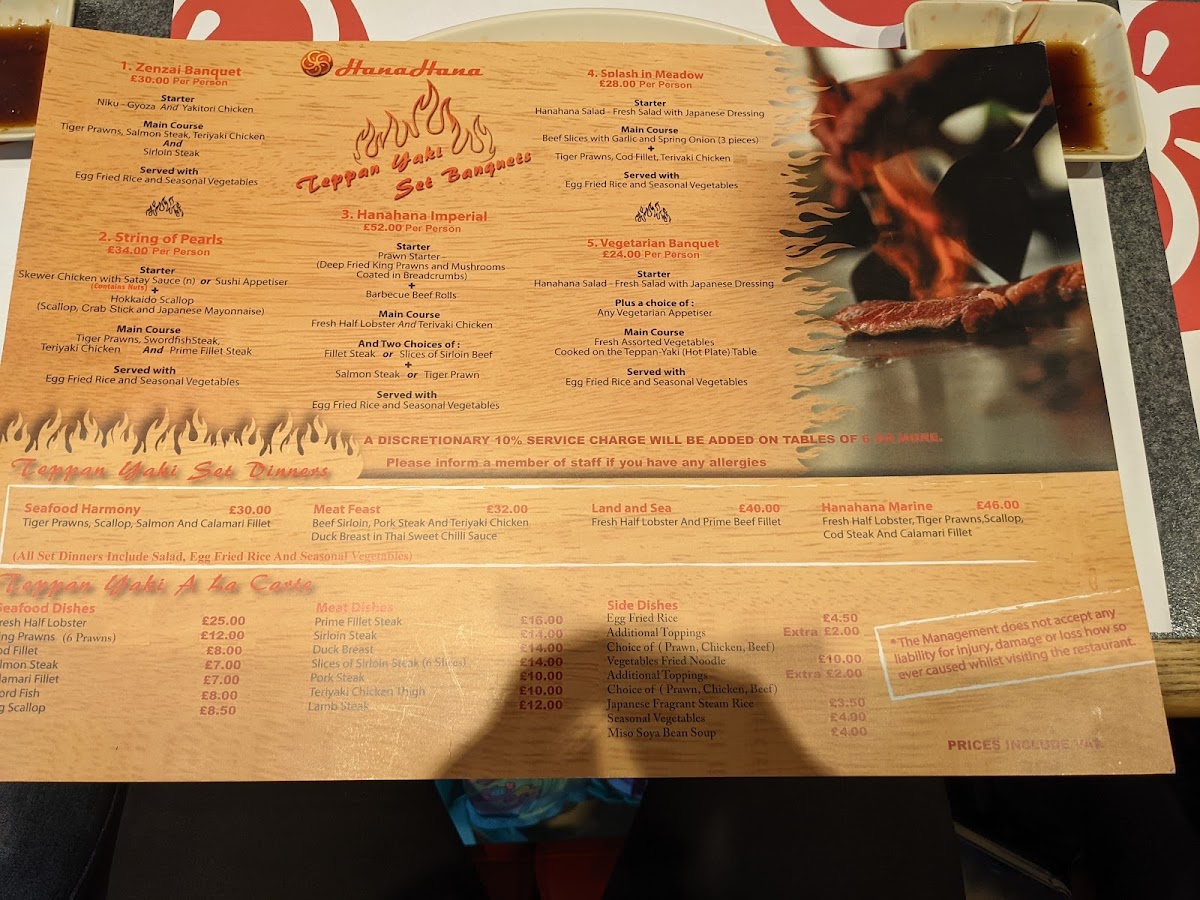 HanaHana
Teppan Yaki
Set Banquets
1. Zenzai Banquet
£30.00 Per Person
Starter
Niku - Gyoza And Yakitori Chicken
Main Course
Tiger Prawns, Salmon Steak, Teriyaki Chicken
And
Sirloin Steak
Served with
Egg Fried Rice and Seasonal Vegetables
2. String of Pearls
£34.00 Per Person
Starter
Skewer Chicken with Satay Sauce (n) or Sushi Appetiser
(Contains Nuts) +
Hokkaido Scallop
(Scallop, Crab Stick and Japanese Mayonnaise)
Main Course
Tiger Prawns, SwordfishSteak,
Teriyaki Chicken And Prime Fillet Steak
Served with
Egg Fried Rice and Seasonal Vegetables
3. Hanahana Imperial
£52.00 Per Person
Starter
Prawn Starter -
(Deep Fried King Prawns and Mushrooms
Coated in Breadcrumbs)
+
Barbecue Beef Rolls
Main Course
Fresh Half Lobster And Teriyaki Chicken
And Two Choices of :
Fillet Steak or Slices of Sirloin Beef
+
Salmon Steak or Tiger Prawn
Served with
Egg Fried Rice and Seasonal Vegetables
4. Splash in Meadow
£28.00 Per Person
Starter
Hanahana Salad - Fresh Salad with Japanese Dressing
Main Course
Beef Slices with Garlic and Spring Onion (3 pieces)
+
Tiger Prawns, Cod Fillet, Teriyaki Chicken
Served with
Egg Fried Rice and Seasonal Vegetables
5. Vegetarian Banquet
£24.00 Per Person
Starter
Hanahana Salad - Fresh Salad with Japanese Dressing
Plus a choice of :
Any Vegetarian Appetiser
Main Course
Fresh Assorted Vegetables
Cooked on the Teppan-Yaki (Hot Plate) Table
Served with
Egg Fried Rice and Seasonal Vegetables
A DISCRETIONARY 10% SERVICE CHARGE WILL BE ADDED ON TABLES OF OR MORE.
Please inform a member of staff if you have any allergies
Teppan Yaki Set Dinners
Seafood Harmony £30.00
Tiger Prawns, Scallop, Salmon And Calamari Fillet
Meat Feast £32.00
Beef Sirloin, Pork Steak And Teriyaki Chicken
Duck Breast in Thai Sweet Chilli Sauce
Land and Sea £40.00
Fresh Half Lobster And Prime Beef Fillet
Hanahana Marine £46.00
Fresh Half Lobster, Tiger Prawns,Scallop,
Cod Steak And Calamari Fillet
(All Set Dinners Include Salad, Egg Fried Rice And Seasonal Vegetables)
Teppan Yaki A La Carte
Seafood Dishes
resh Half Lobster £25.00
ing Prawns (6 Prawns) £12.00
od Fillet £8.00
lmon Steak £7.00
lamari Fillet £7.00
ord Fish £8.00
g Scallop £8.50
Meat Dishes
Prime Fillet Steak £16.00
Sirloin Steak £14.00
Duck Breast £14.00
Slices of Sirloin Steak (6 Slices) £14.00
Pork Steak £10.00
Teriyaki Chicken Thigh £10.00
Lamb Steak £12.00
Side Dishes
Egg Fried Rice £4.50
Additional Toppings Extra £2.00
Choice of ( Prawn, Chicken, Beef)
Vegetables Fried Noodle £10.00
Additional Toppings Extra £2.00
Choice of ( Prawn, Chicken, Beef)
Japanese Fragrant Steam Rice £3.50
Seasonal Vegetables £4.00
Miso Soya Bean Soup £4.00
* The Management does not accept any
liability for injury, damage or loss how so
ever caused whilst visiting the restaurant.
PRICES INCLUDE VAT